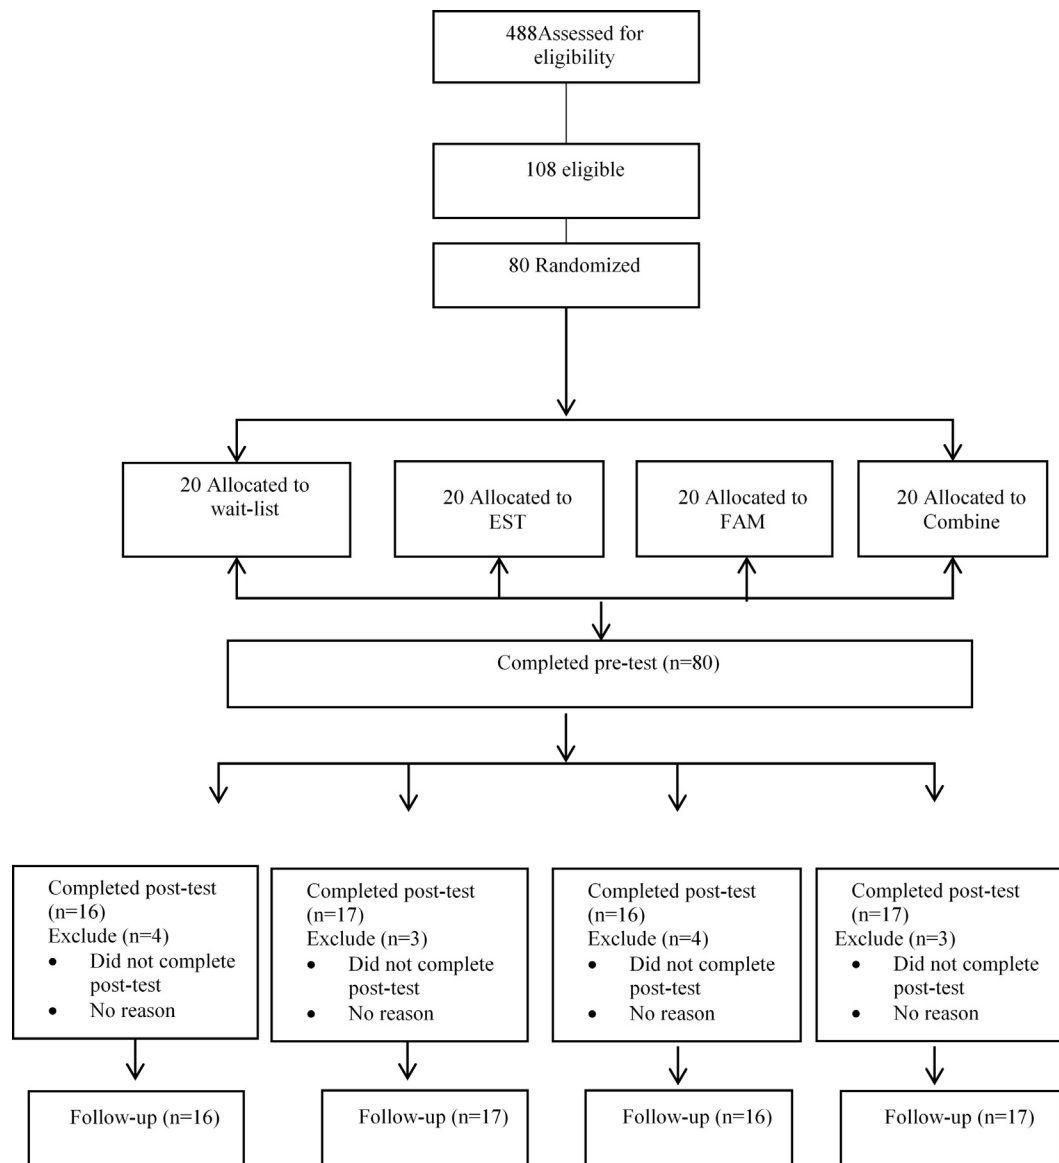 488Assessed for
eligibility
108 eligible
80 Randomized
20 Allocated to
wait-list
20 Allocated to
EST
20 Allocated to
FAM
20 Allocated to
Combine
Completed pre-test (n=80)
Completed post-test
(n=16)
Exclude (n=4)
• Did not complete
post-test
• No reason
Completed post-test
(n=17)
Exclude (n=3)
• Did not complete
post-test
• No reason
Completed post-test
(n=16)
Exclude (n=4)
• Did not complete
post-test
• No reason
Completed post-test
(n=17)
Exclude (n=3)
• Did not complete
post-test
• No reason
Follow-up (n=16)
Follow-up (n=17)
Follow-up (n=16)
Follow-up (n=17)